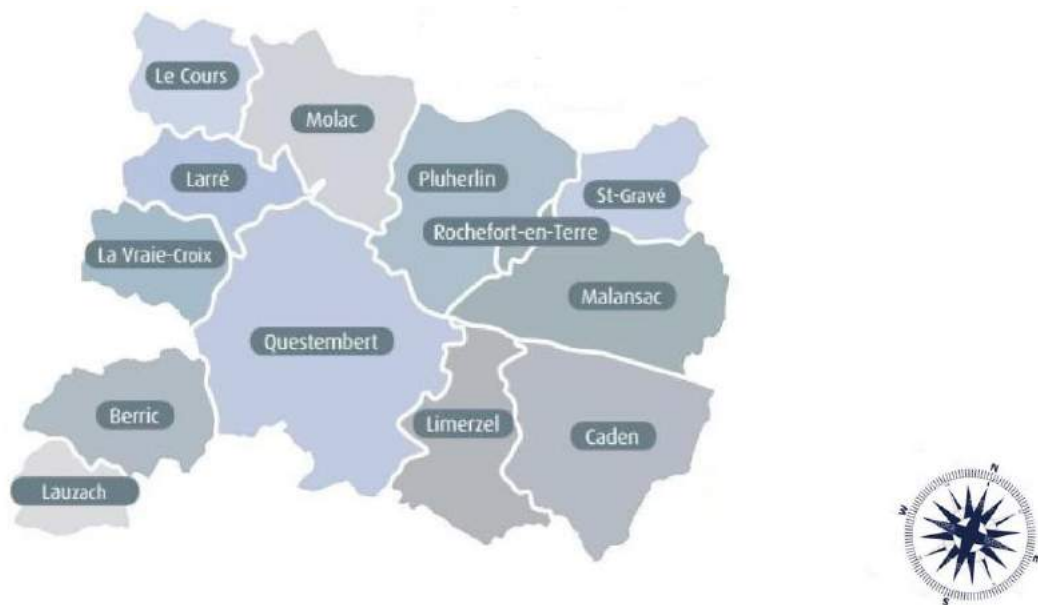 Le Cours
Molac
Larré
Pluherlin
St-Gravé
Rochefort-en-Terre
La Vraie-Croix
Malansac
Questembert
Berric
Limerzel
Caden
Lauzach
N
W
S